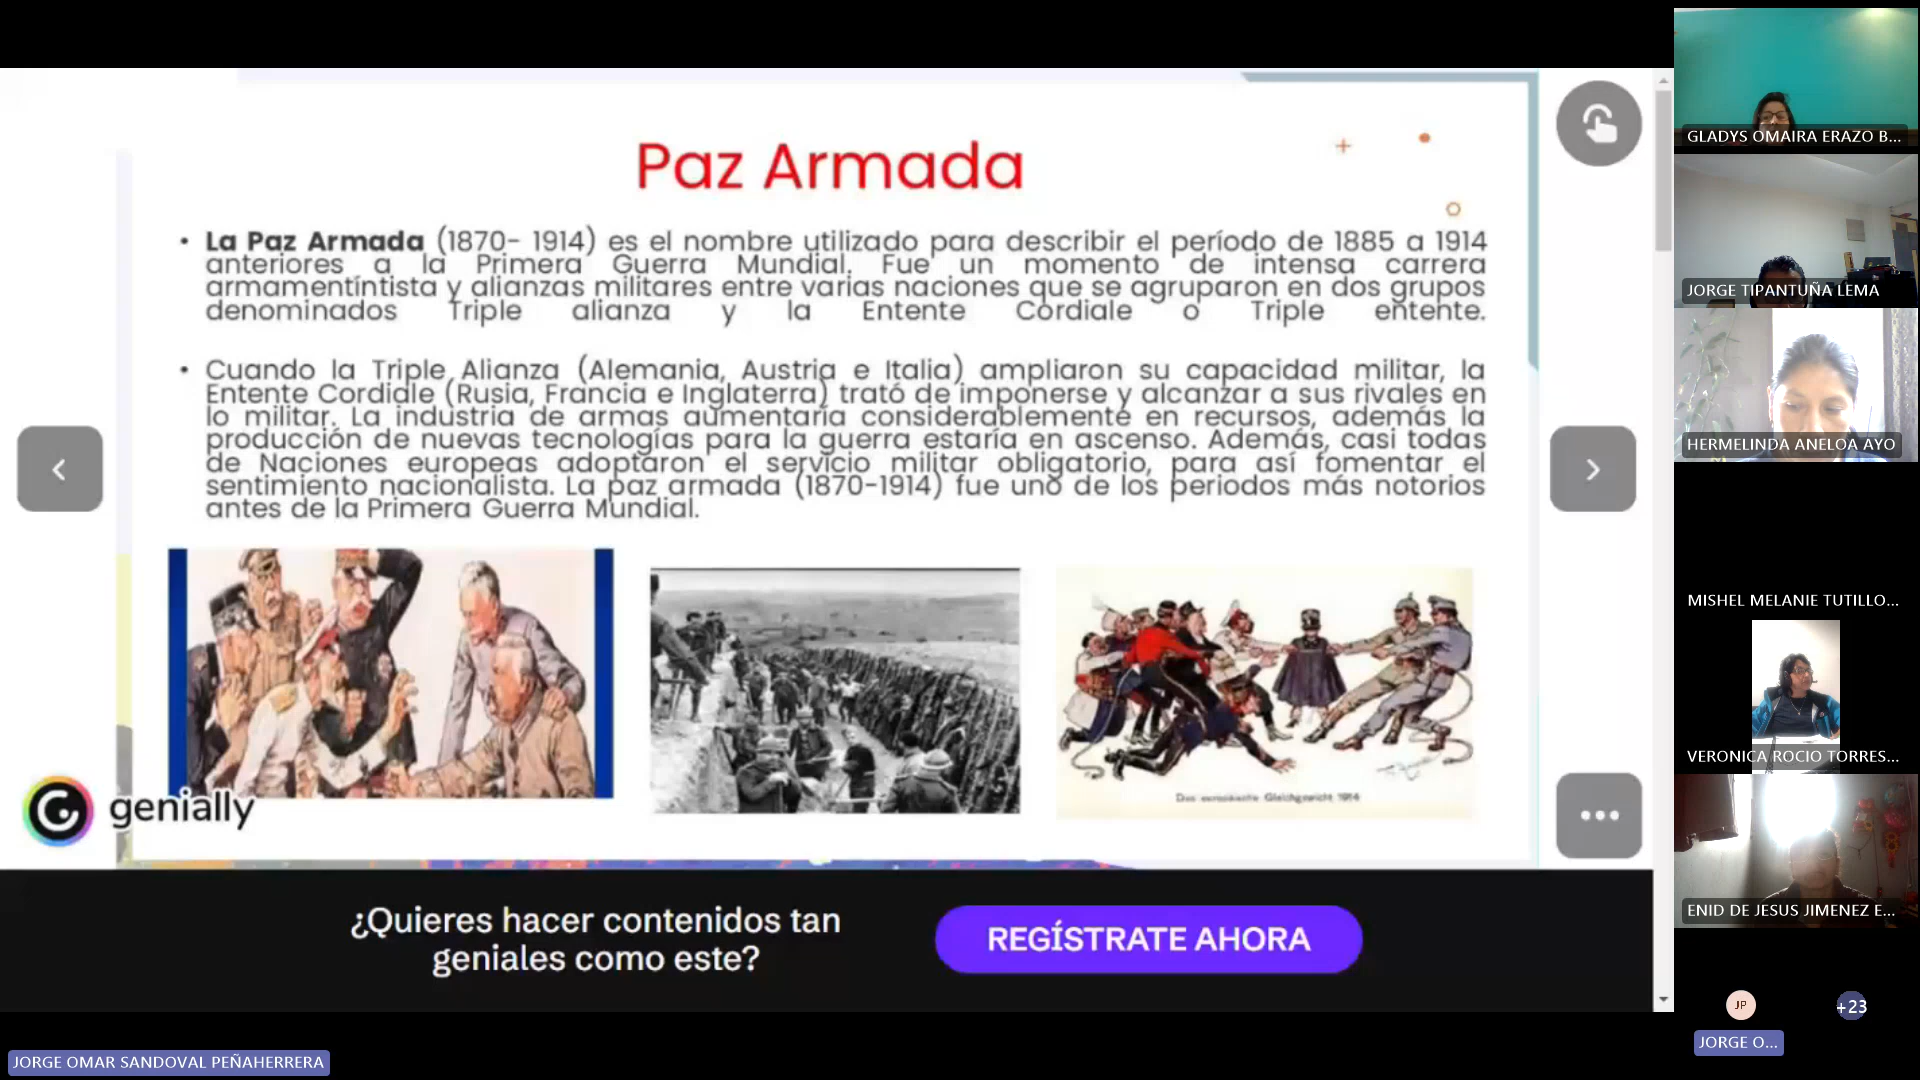 Paz Armada
• La Paz Armada (1870- 1914) es el nombre utilizado para describir el período de 1885 a 1914
anteriores a la Primera Guerra Mundial. Fue un momento de intensa carrera
armamentíntista y alianzas militares entre varias naciones que se agruparon en dos grupos
denominados Triple alianza y la Entente Cordiale o Triple entente.
• Cuando la Triple Alianza (Alemania, Austria e Italia) ampliaron su capacidad militar, la
Entente Cordiale (Rusia, Francia e Inglaterra) trató de imponerse y alcanzar a sus rivales en
lo militar. La industria de armas aumentaría considerablemente en recursos, además la
producción de nuevas tecnologías para la guerra estaría en ascenso. Además, casi todas
de Naciones europeas adoptaron el servicio militar obligatorio, para así fomentar el
sentimiento nacionalista. La paz armada (1870-1914) fue uno de los periodos más notorios
antes de la Primera Guerra Mundial.
Gleichgewicht 1914
genially
¿Quieres hacer contenidos tan
geniales como este?
REGÍSTRATE AHORA
JORGE OMAR SANDOVAL PEÑAHERRERA
GLADYS OMAIRA ERAZO B...
JORGE TIPANTUÑA LEMA
HERMELINDA ANELOA AYO
MISHEL MELANIE TUTILLO...
VERONICA ROCIO TORRES...
ENID DE JESUS JIMENEZ E...
JP
+23
JORGE O...